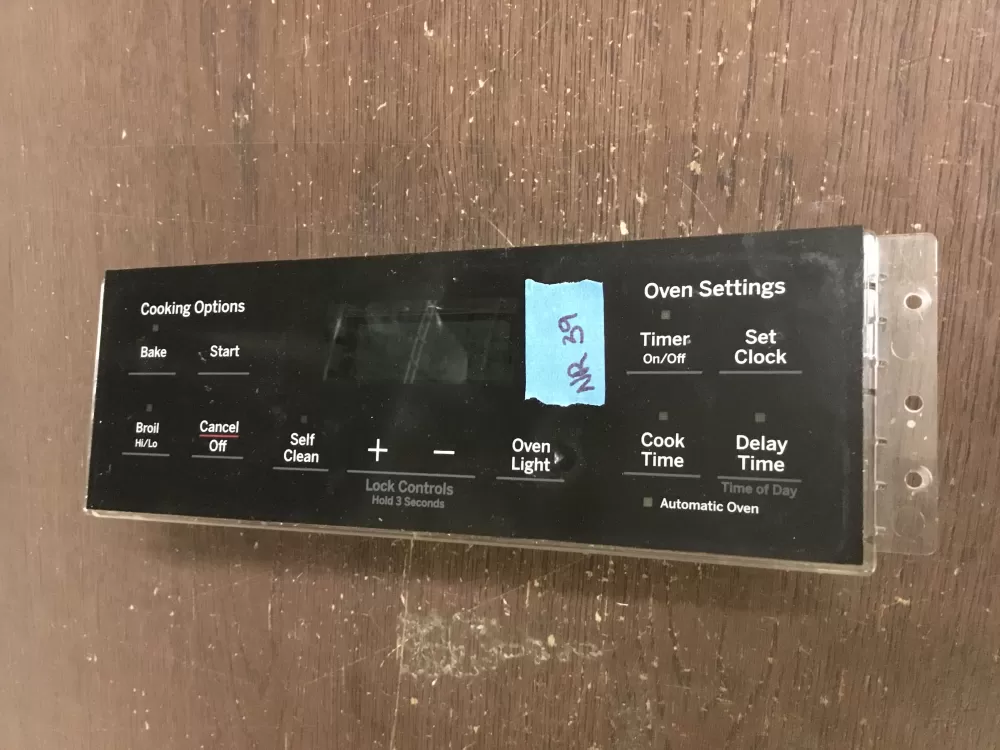 Cooking Options
Bake
Start
Broil
Hi/Lo
Cancel
Off
Self
Clean
+
−
Lock Controls
Hold 3 Seconds
Oven
Light
NR 39
Oven Settings
Timer
On/Off
Set
Clock
Cook
Time
Delay
Time
Time of Day
Automatic Oven